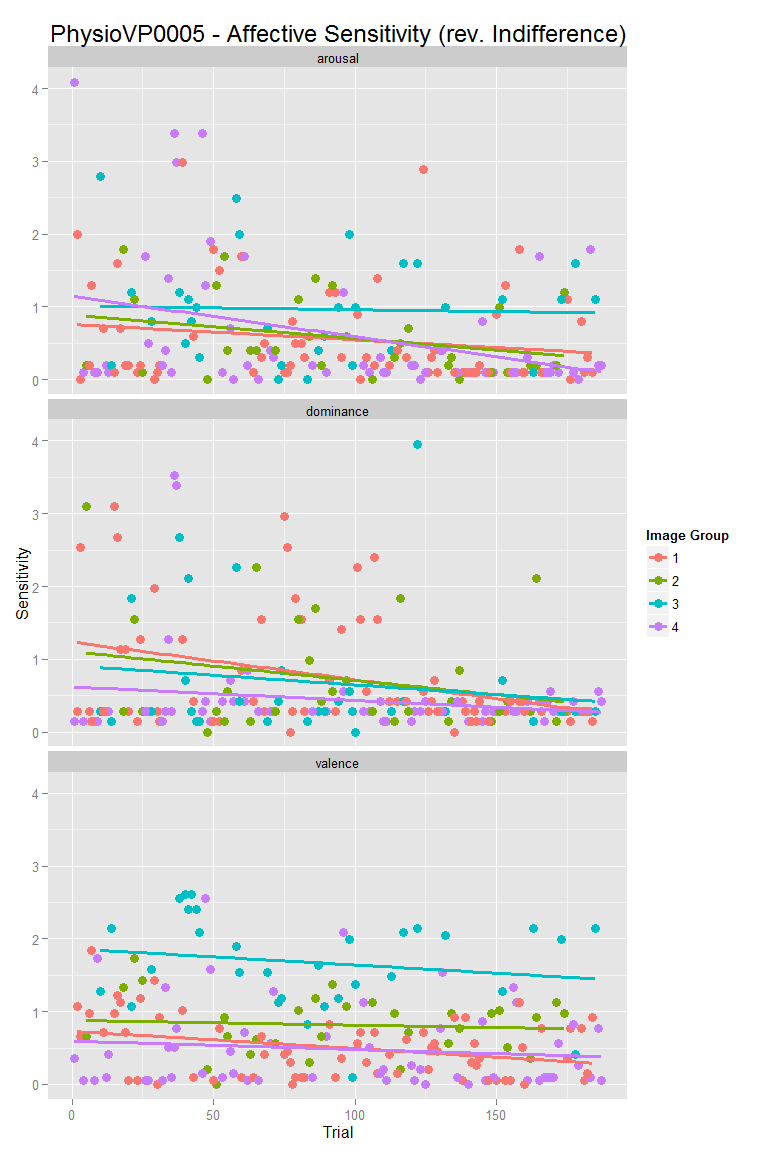 PhysioVP0005 - Affective Sensitivity (rev. Indifference)
arousal
4
3
2
1
0
dominance
4
3
2
1
0
valence
4
3
2
1
0
0 50 100 150
Trial
Sensitivity
Image Group
1
2
3
4